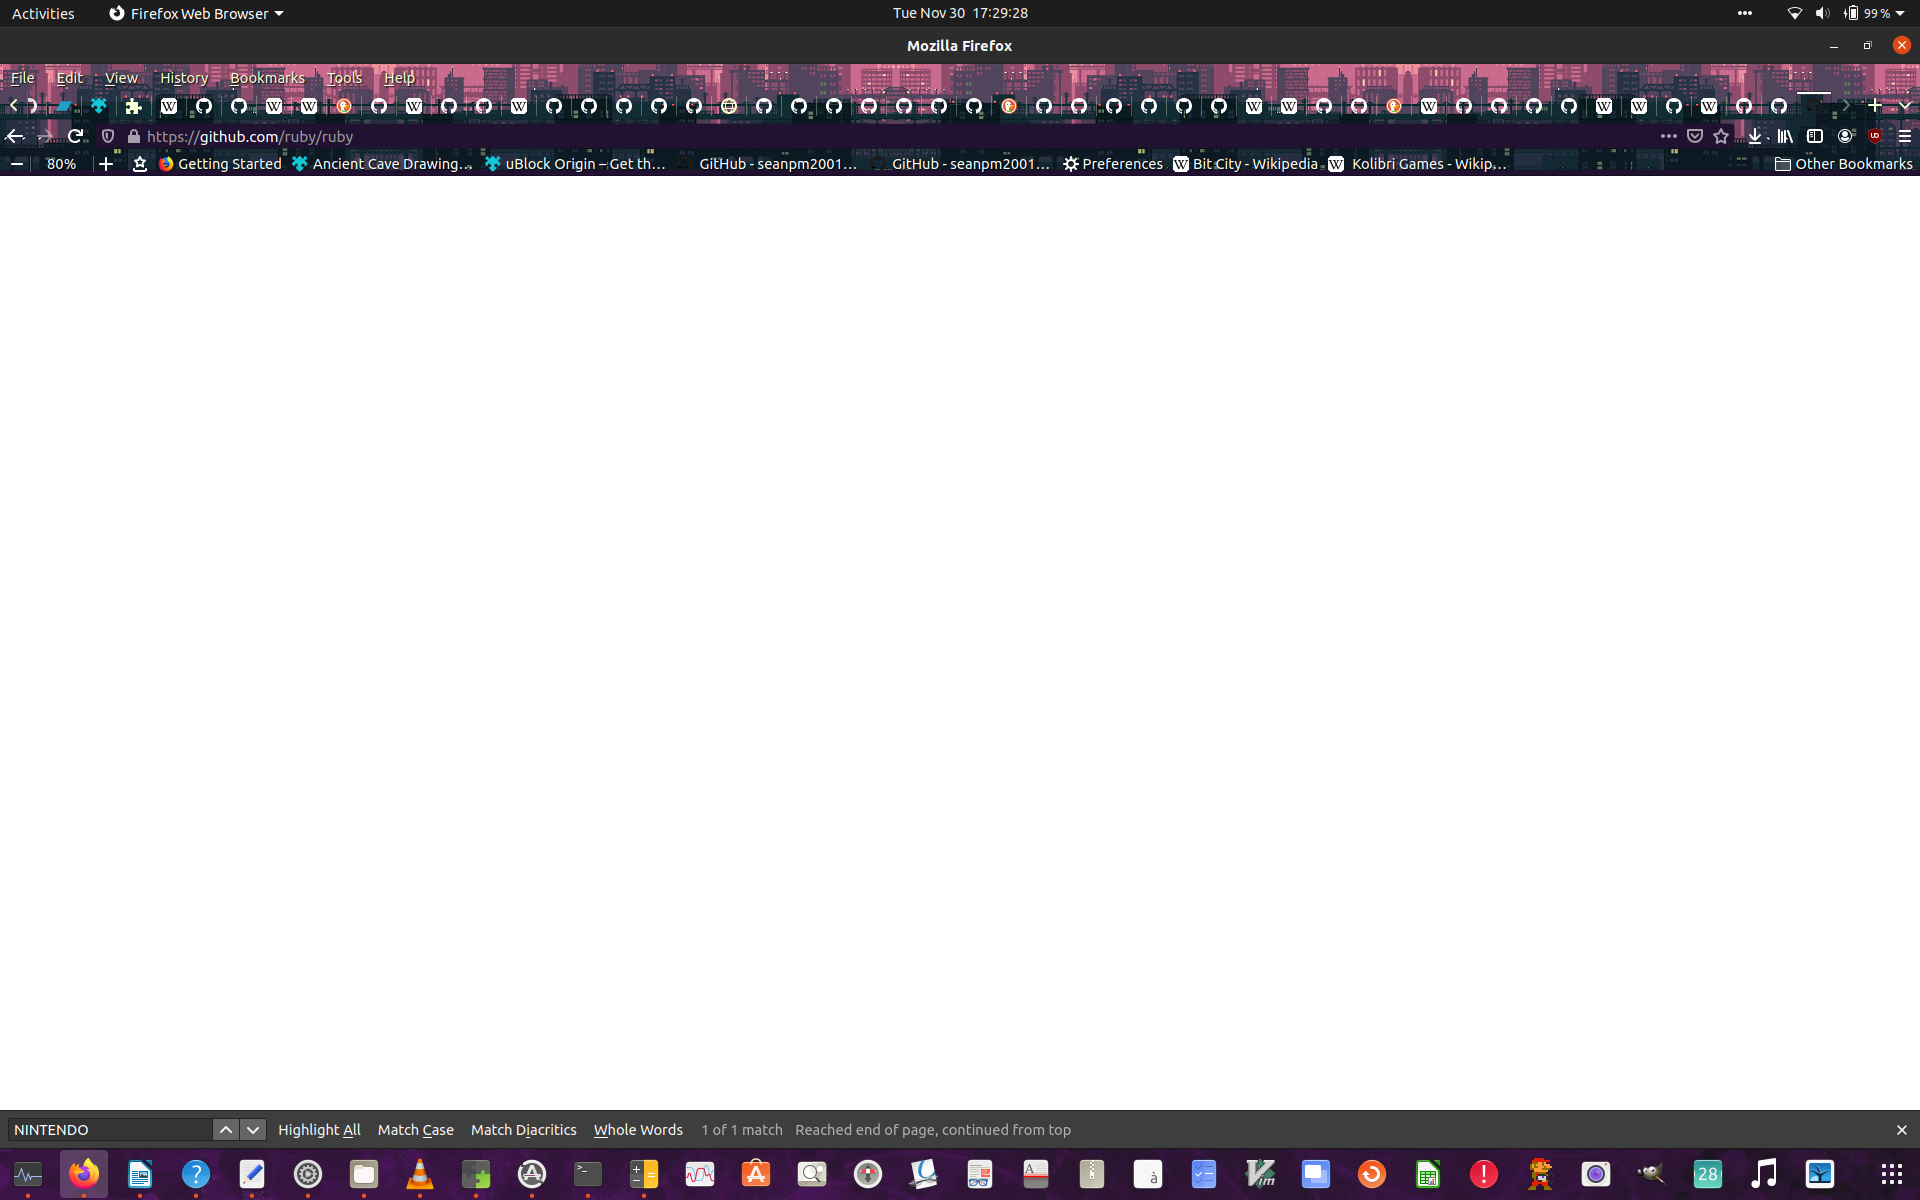 Activities Firefox Web Browser Tue Nov 30 17:29:28 99 %
Mozilla Firefox
File Edit View History Bookmarks Tools Help
https://github.com/ruby/ruby
80% Getting Started Ancient Cave Drawing… uBlock Origin – Get th… GitHub - seanpm2001… GitHub - seanpm2001… Preferences Bit City - Wikipedia Kolibri Games - Wikip… Other Bookmarks
NINTENDO Highlight All Match Case Match Diacritics Whole Words 1 of 1 match Reached end of page, continued from top
28